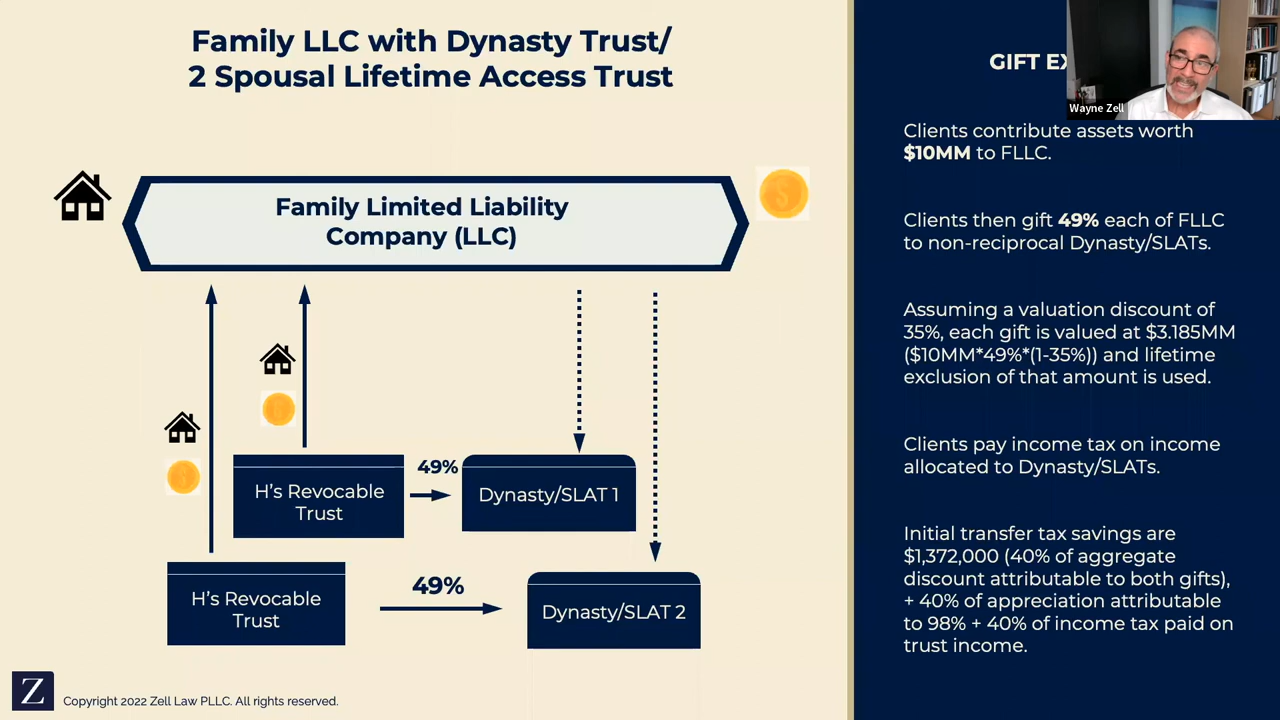 Family LLC with Dynasty Trust/
2 Spousal Lifetime Access Trust
Family Limited Liability
Company (LLC)
49%
H's Revocable
Trust
Dynasty/SLAT 1
49%
H's Revocable
Trust
Dynasty/SLAT 2
Z
Copyright 2022 Zell Law PLLC. All rights reserved.
GIFT
Wayne Zell
Clients contribute assets worth
$10MM to FLLC.
Clients then gift 49% each of FLLC
to non-reciprocal Dynasty/SLATs.
Assuming a valuation discount of
35%, each gift is valued at $3.185MM
($10MM*49%*(1-35%)) and lifetime
exclusion of that amount is used.
Clients pay income tax on income
allocated to Dynasty/SLATs.
Initial transfer tax savings are
$1,372,000 (40% of aggregate
discount attributable to both gifts),
+ 40% of appreciation attributable
to 98% + 40% of income tax paid on
trust income.